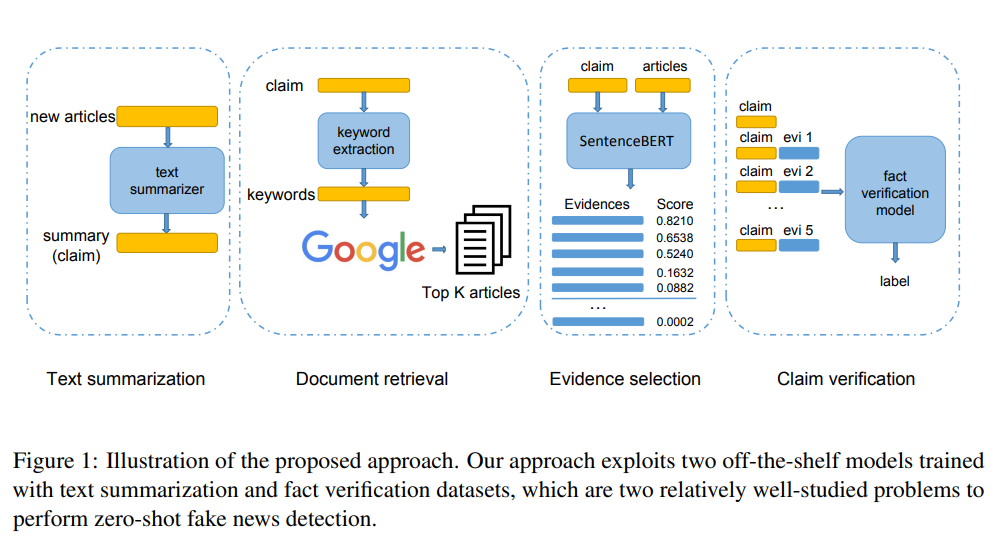 new articles
text
summarizer
summary
(claim)
Text summarization
claim
keyword
extraction
keywords
Google
Top K articles
Document retrieval
claim articles
SentenceBERT
Evidences Score
0.8210
0.6538
0.5240
0.1632
0.0882
...
0.0002
Evidence selection
claim
claim evi 1
claim evi 2
...
claim evi 5
fact
verification
model
label
Claim verification
Figure 1: Illustration of the proposed approach. Our approach exploits two off-the-shelf models trained
with text summarization and fact verification datasets, which are two relatively well-studied problems to
perform zero-shot fake news detection.